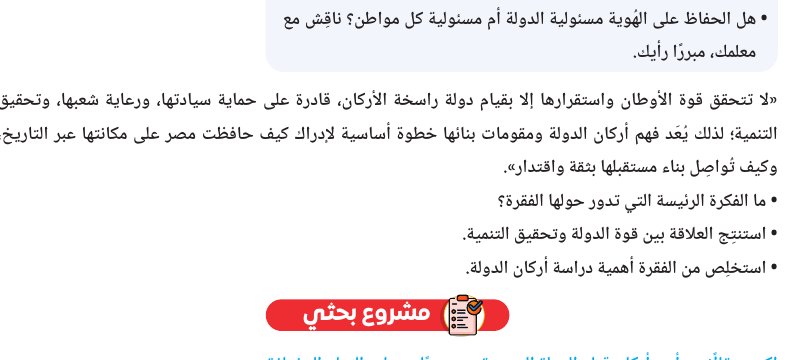 • هل الحفاظ على الهُوية مسئولية الدولة أم مسئولية كل مواطن؟ ناقِش مع
معلمك، مبررًا رأيك.
«لا تتحقق قوة الأوطان واستقرارها إلا بقيام دولة راسخة الأركان، قادرة على حماية سيادتها، ورعاية شعبها، وتحقيق
التنمية؛ لذلك يُعَد فهم أركان الدولة ومقومات بنائها خطوة أساسية لإدراك كيف حافظت مصر على مكانتها عبر التاريخ،
وكيف تُواصِل بناء مستقبلها بثقة واقتدار».
• ما الفكرة الرئيسة التي تدور حولها الفقرة؟
• استنتِج العلاقة بين قوة الدولة وتحقيق التنمية.
• استخلِص من الفقرة أهمية دراسة أركان الدولة.
مشروع بحثي